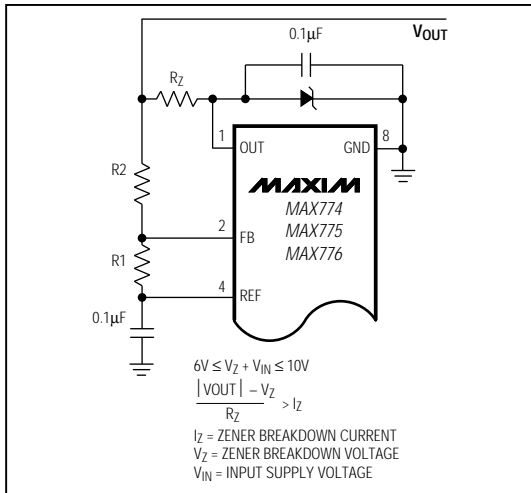 VOUT
0.1µF
RZ
1
OUT
GND
8
R2
MAXIM
MAX774
MAX775
MAX776
2
FB
R1
4
REF
0.1µF
6V ≤ VZ + VIN ≤ 10V
|VOUT| – VZ
RZ
> IZ
IZ = ZENER BREAKDOWN CURRENT
VZ = ZENER BREAKDOWN VOLTAGE
VIN = INPUT SUPPLY VOLTAGE